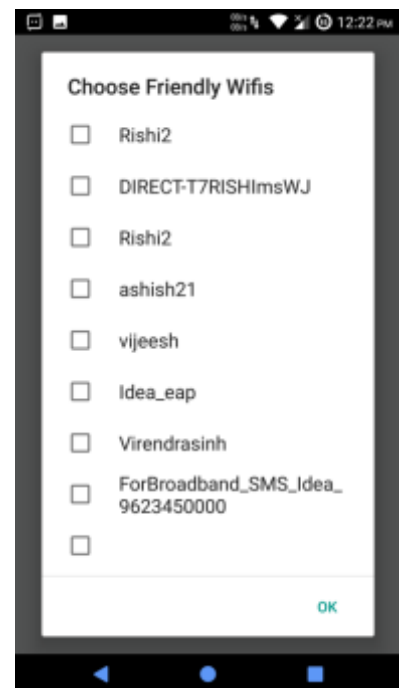 12:22 PM
Choose Friendly Wifis
Rishi2
DIRECT-T7RISHImsWJ
Rishi2
ashish21
vijeesh
Idea_eap
Virendrasinh
ForBroadband_SMS_Idea_
9623450000
OK